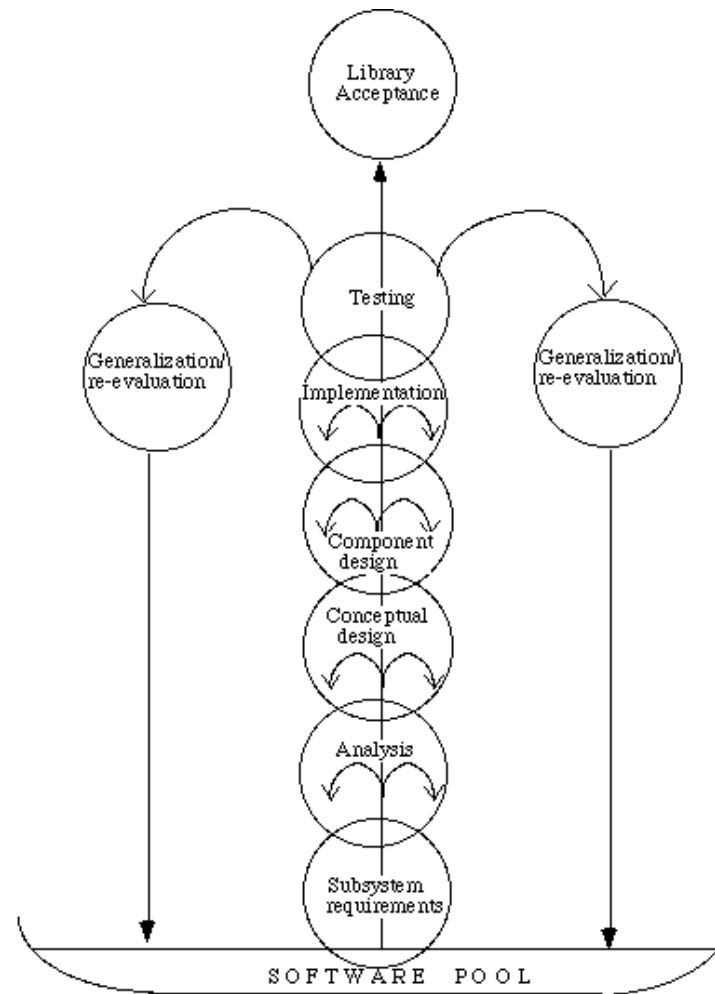 Library
Acceptance
Testing
Generalization/
re-evaluation
Generalization/
re-evaluation
Implementation
Component
design
Conceptual
design
Analysis
Subsystem
requirements
SOFTWARE POOL